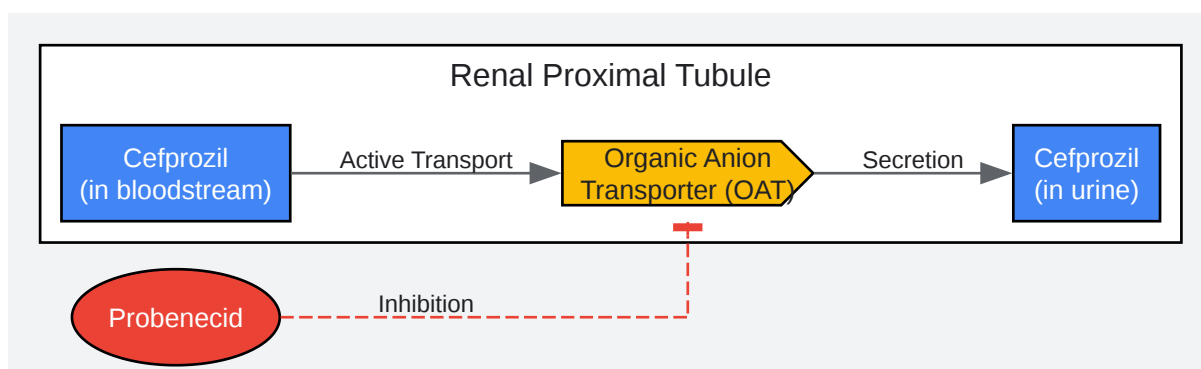 Renal Proximal Tubule
Cefprozil
(in bloodstream)
Active Transport
Organic Anion
Transporter (OAT)
Secretion
Cefprozil
(in urine)
Probenecid
Inhibition